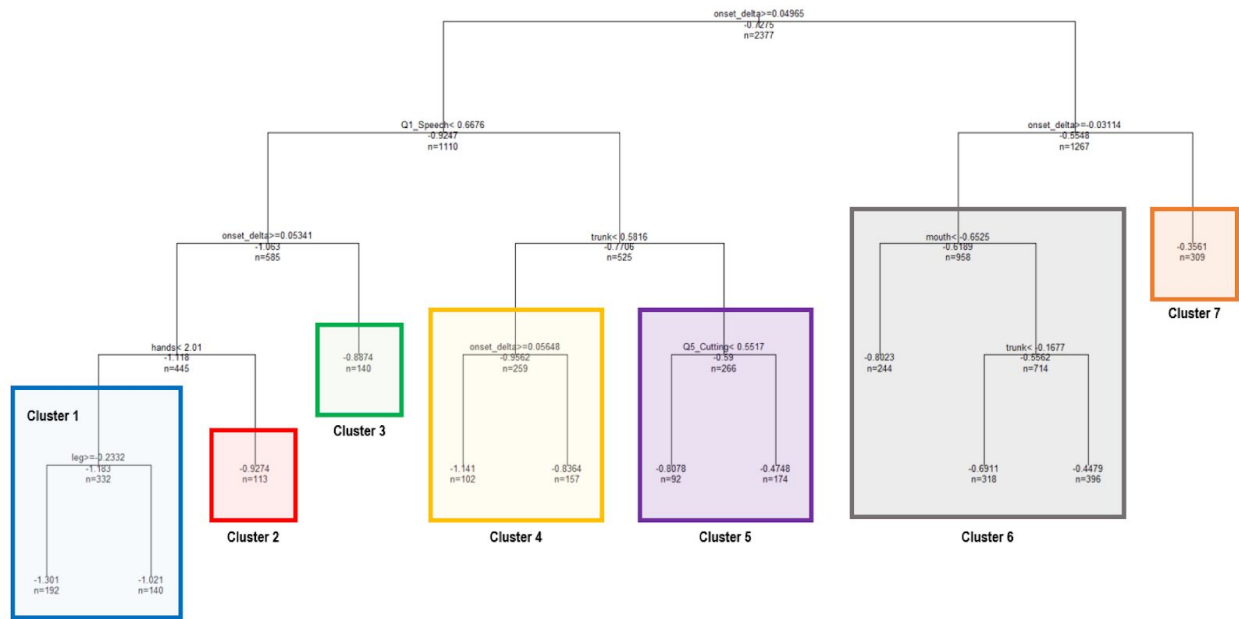 onset_delta>=0.04965
-0.7275
n=2377
Q1_Speech< 0.6676
-0.9247
n=1110
onset_delta>=-0.03114
-0.5548
n=1267
onset_delta>=0.05341
-1.063
n=585
trunk< 0.5816
-0.7706
n=525
mouth< -0.6525
-0.6189
n=958
-0.3561
n=309
Cluster 7
hands< 2.01
-1.118
n=445
-0.8874
n=140
Cluster 3
onset_delta>=0.05648
-0.9562
n=259
Q5_Cutting< 0.5517
-0.59
n=266
-0.8023
n=244
trunk< -0.1677
-0.5562
n=714
Cluster 1
leg>=-0.2332
-1.183
n=332
-0.9274
n=113
Cluster 2
-1.141
n=102
-0.8364
n=157
Cluster 4
-0.8078
n=92
-0.4748
n=174
Cluster 5
-0.6911
n=318
-0.4479
n=396
Cluster 6
-1.301
n=192
-1.021
n=140